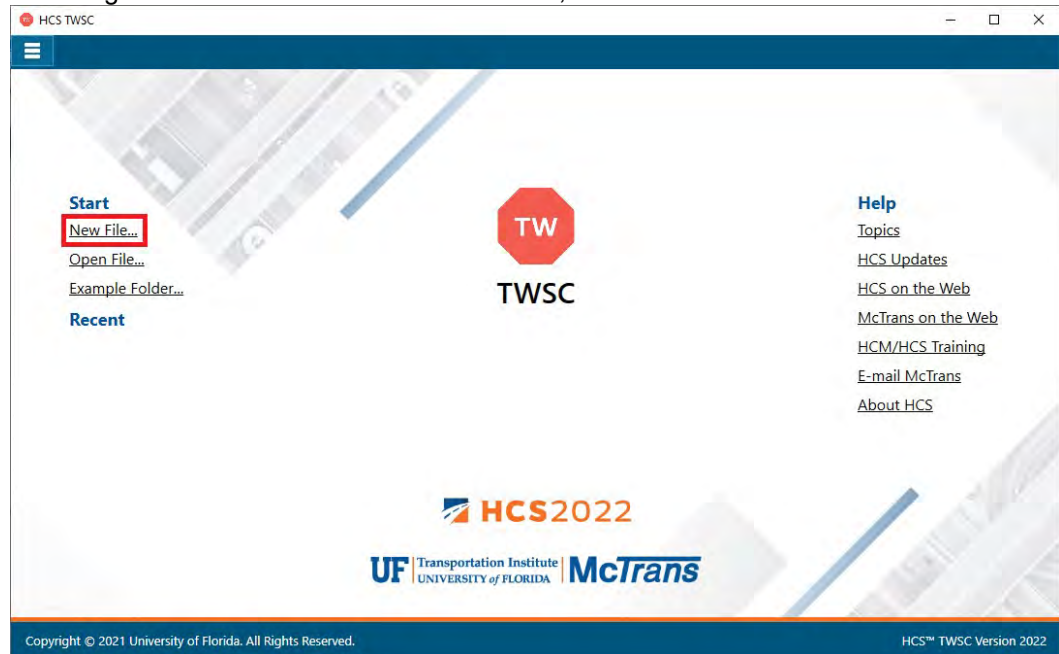 HCS TWSC
Start
New File...
Open File...
Example Folder...
Recent
TW
TWSC
Help
Topics
HCS Updates
HCS on the Web
McTrans on the Web
HCM/HCS Training
E-mail McTrans
About HCS
HCS2022
UF Transportation Institute
UNIVERSITY of FLORIDA
McTrans
Copyright © 2021 University of Florida. All Rights Reserved.
HCS™ TWSC Version 2022